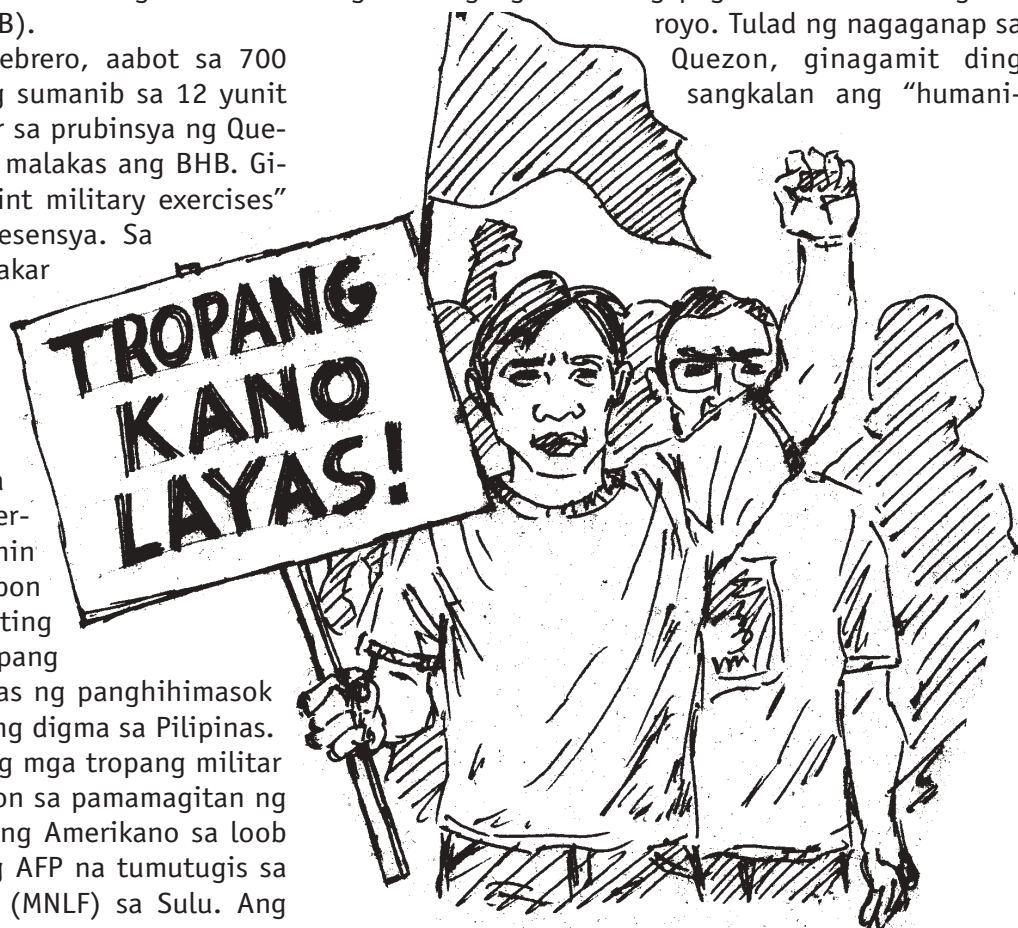 B).
ebrero, aabot sa 700
g sumanib sa 12 yunit
r sa prubinsya ng Que-
malakas ang BHB. Gi-
int military exercises”
esensya. Sa
akar
a
er-
nin
pon
ting
pang
as ng panghihimasok
ng digma sa Pilipinas.
g mga tropang militar
on sa pamamagitan ng
ng Amerikano sa loob
g AFP na tumutugis sa
(MNLF) sa Sulu. Ang
TROPANG
KANO
LAYAS!
royo. Tulad ng nagaganap sa
Quezon, ginagamit ding
sangkalan ang “humani-